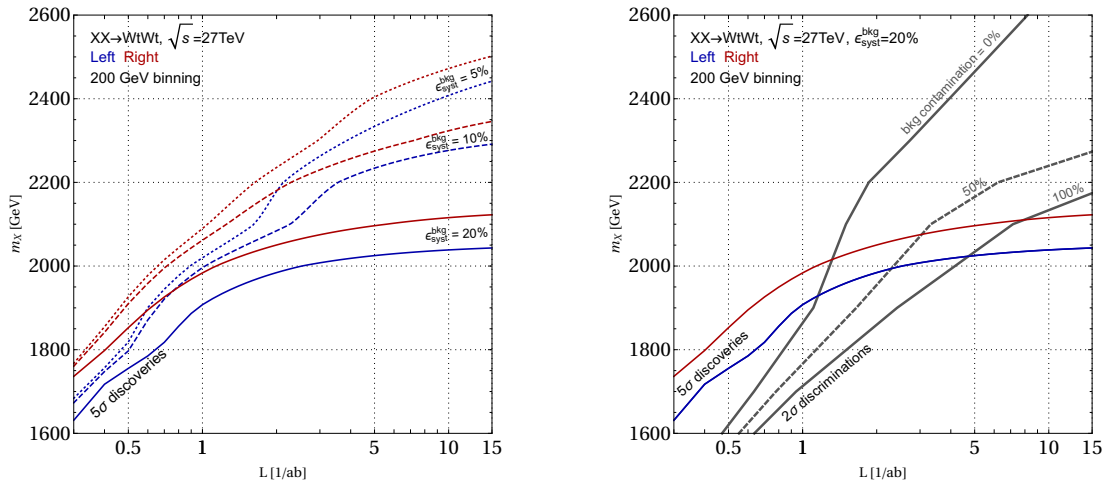 XX→WtWt, √s=27TeV
Left Right
200 GeV binning
ϵ_syst^bkg = 5%
ϵ_syst^bkg = 10%
ϵ_syst^bkg = 20%
5σ discoveries
2600
2400
2200
2000
1800
1600
m_X [GeV]
0.5
1
5
10
15
L [1/ab]
XX→WtWt, √s=27TeV, ϵ_syst^bkg=20%
Left Right
200 GeV binning
bkg contamination = 0%
50%
100%
5σ discoveries
2σ discriminations
2600
2400
2200
2000
1800
1600
m_X [GeV]
0.5
1
5
10
15
L [1/ab]